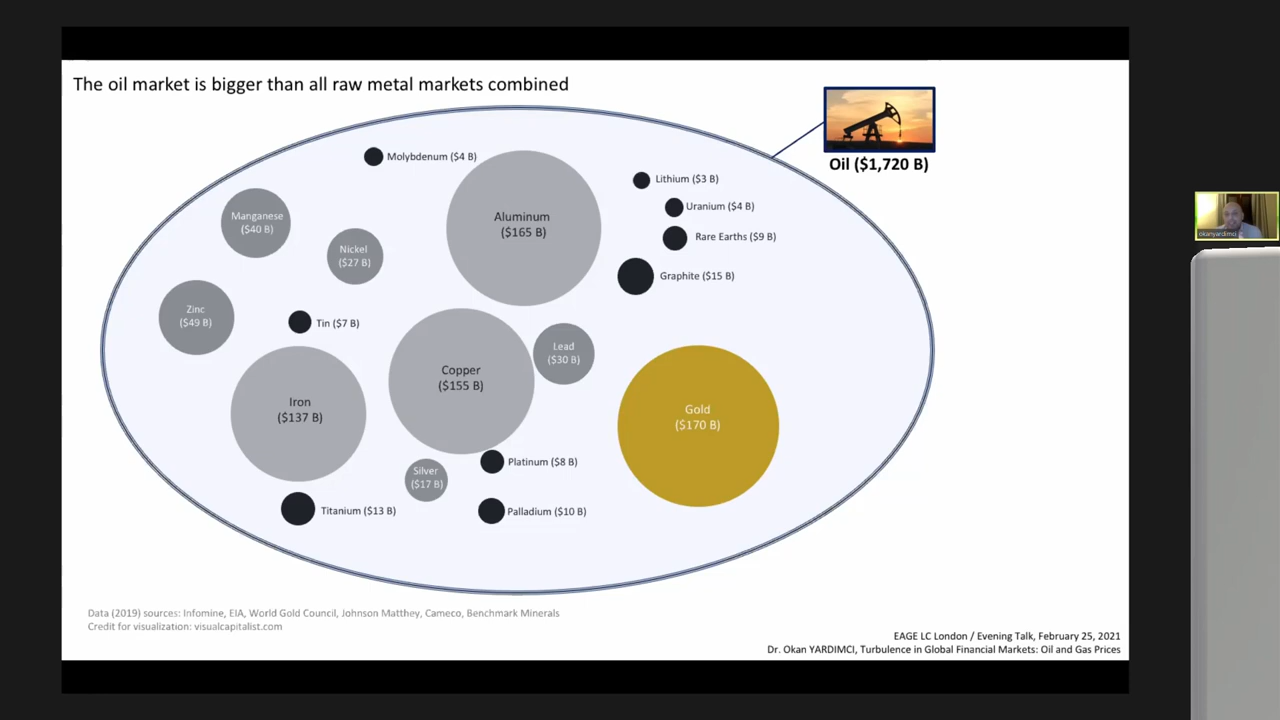 The oil market is bigger than all raw metal markets combined
Oil ($1,720 B)
Molybdenum ($4 B)
Aluminum
($165 B)
Lithium ($3 B)
Uranium ($4 B)
Rare Earths ($9 B)
Graphite ($15 B)
Manganese
($40 B)
Nickel
($27 B)
Zinc
($49 B)
Tin ($7 B)
Lead
($30 B)
Copper
($155 B)
Iron
($137 B)
Gold
($170 B)
Silver
($17 B)
Platinum ($8 B)
Titanium ($13 B)
Palladium ($10 B)
Data (2019) sources: Infomine, EIA, World Gold Council, Johnson Matthey, Cameco, Benchmark Minerals
Credit for visualization: visualcapitalist.com
EAGE LC London / Evening Talk, February 25, 2021
Dr. Okan YARDIMCI, Turbulence in Global Financial Markets: Oil and Gas Prices
okanyardimci